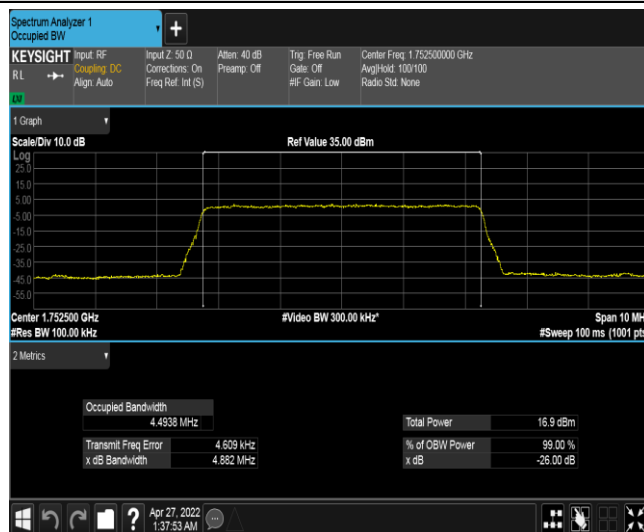 Spectrum Analyzer 1
Occupied BW
+
KEYSIGHT
RL
Input: RF
Coupling: DC
Align: Auto
Input Z: 50 Ω
Corrections: On
Freq Ref: Int (S)
Atten: 40 dB
Preamp: Off
Trig: Free Run
Gate: Off
#IF Gain: Low
Center Freq: 1.752500000 GHz
Avg|Hold: 100/100
Radio Std: None
1 Graph
Scale/Div 10.0 dB
Ref Value 35.00 dBm
Log
25.0
15.0
5.00
-5.00
-15.0
-25.0
-35.0
-45.0
-55.0
Center 1.752500 GHz
#Video BW 300.00 kHz*
Span 10 MH
#Res BW 100.00 kHz
#Sweep 100 ms (1001 pts
2 Metrics
Occupied Bandwidth
4.4938 MHz
Total Power 16.9 dBm
Transmit Freq Error 4.609 kHz
% of OBW Power 99.00 %
x dB Bandwidth 4.882 MHz
x dB -26.00 dB
?
Apr 27, 2022
1:37:53 AM